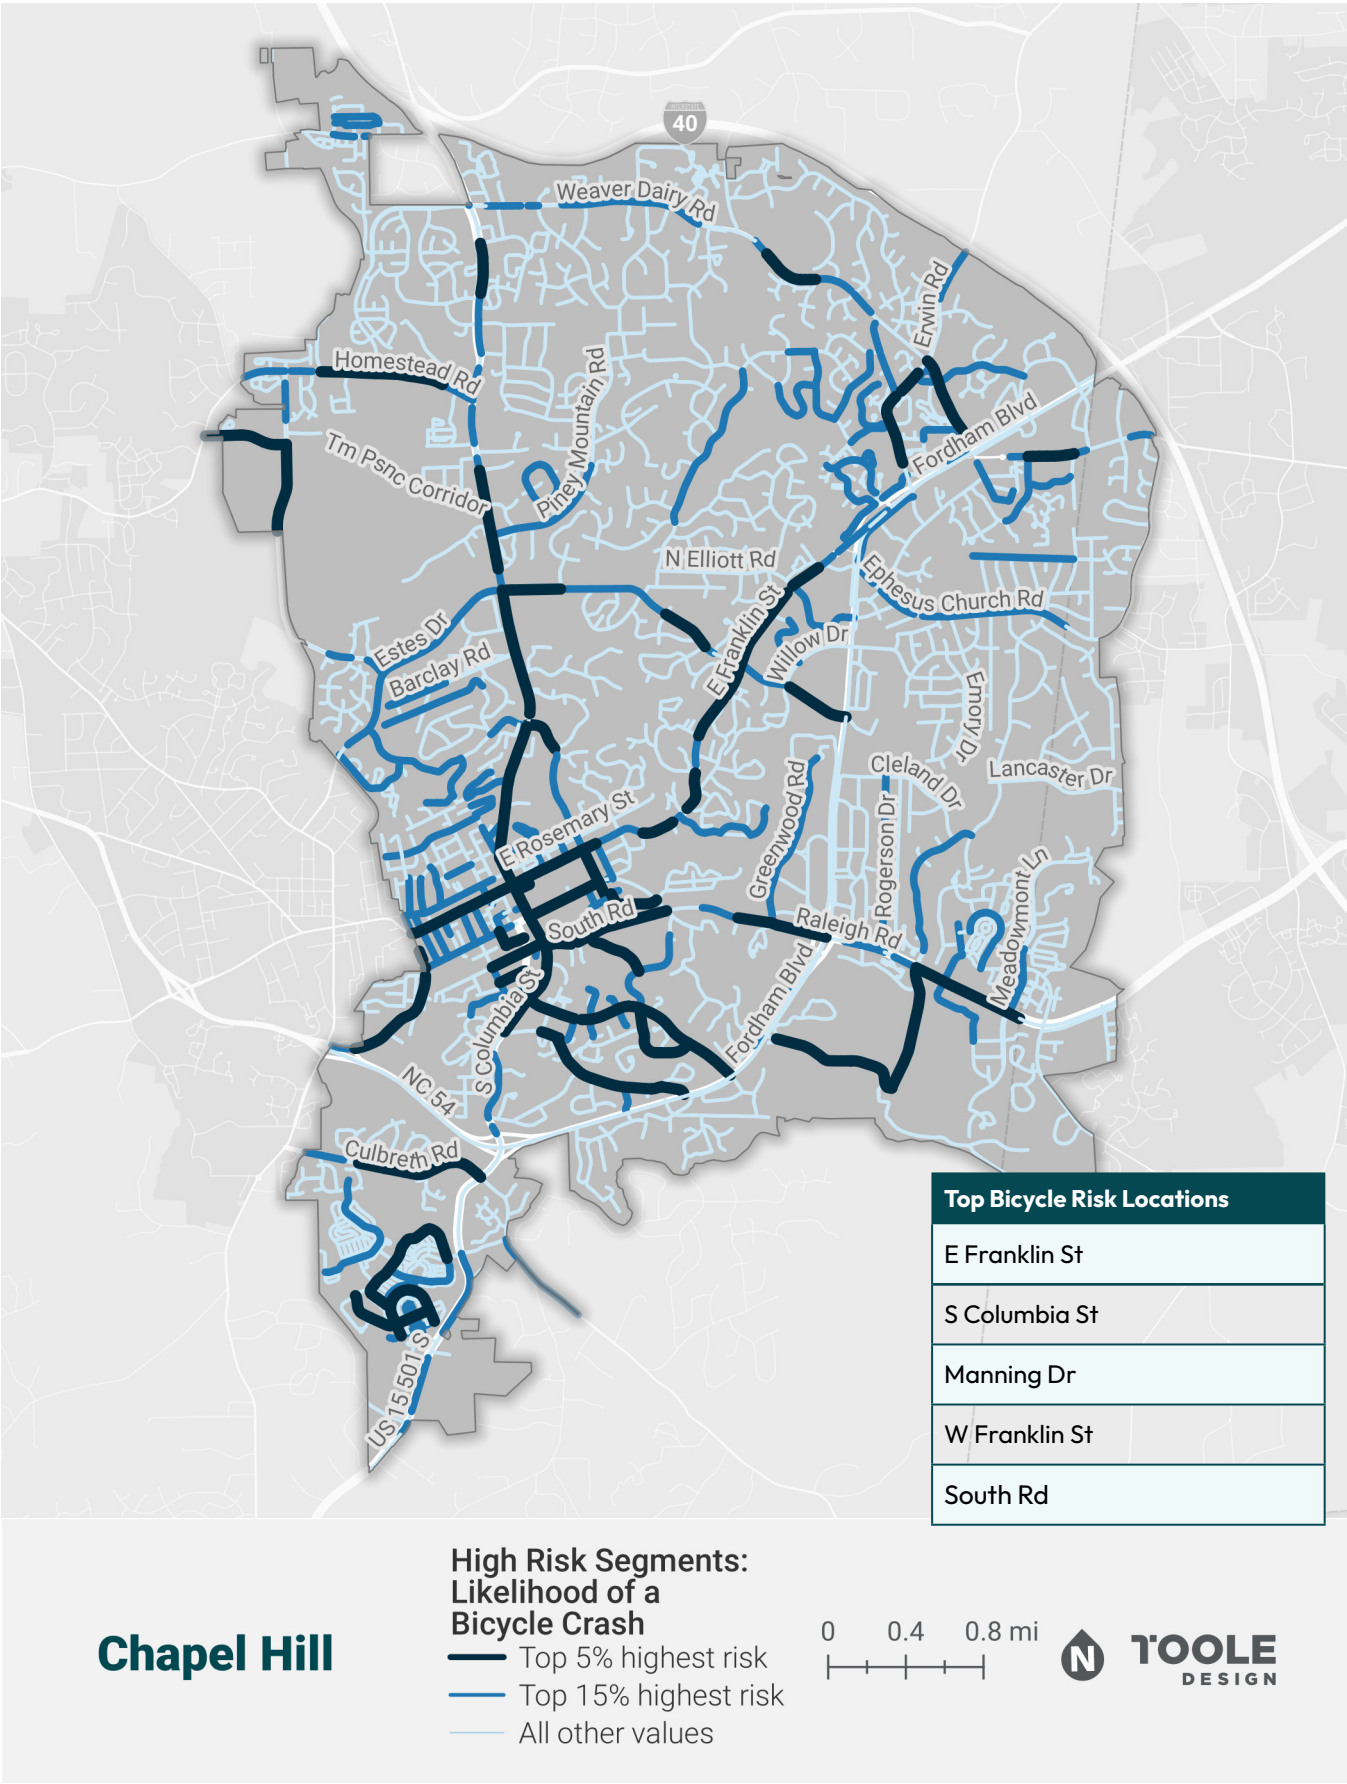 INTERSTATE
40
Weaver Dairy Rd
Erwin Rd
Homestead Rd
Piney Mountain Rd
Fordham Blvd
Tm Psnc Corridor
N Elliott Rd
Ephesus Church Rd
E Franklin St
Estes Dr
Willow Dr
Barclay Rd
Emory Dr
Cleland Dr
Lancaster Dr
Greenwood Rd
Rogerson Dr
E Rosemary St
Meadowmont Ln
South Rd
Raleigh Rd
Fordham Blvd
S Columbia St
NC 54
Culbreth Rd
US 15 501 S
Top Bicycle Risk Locations
E Franklin St
S Columbia St
Manning Dr
W Franklin St
South Rd
Chapel Hill
High Risk Segments:
Likelihood of a
Bicycle Crash
Top 5% highest risk
Top 15% highest risk
All other values
0 0.4 0.8 mi
N
TOOLE
DESIGN